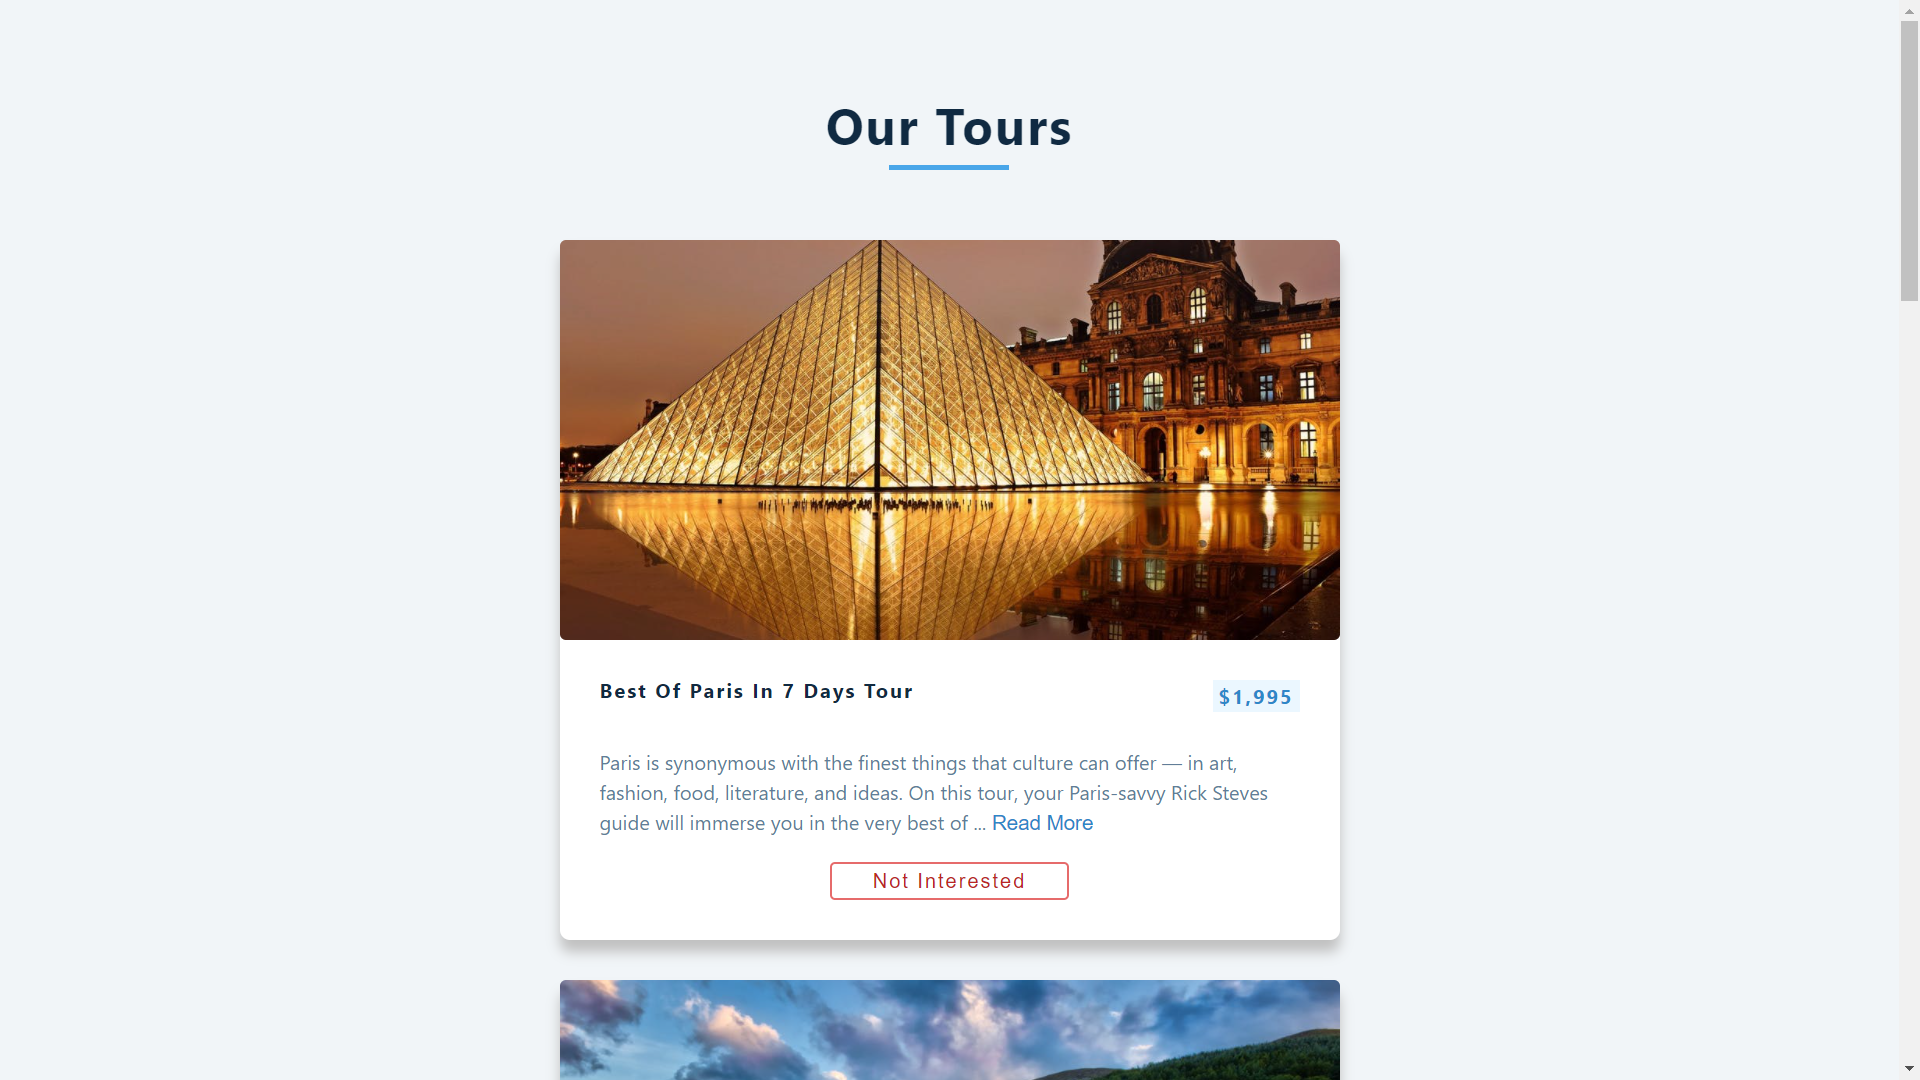 Our Tours
Best Of Paris In 7 Days Tour
$1,995
Paris is synonymous with the finest things that culture can offer — in art,
fashion, food, literature, and ideas. On this tour, your Paris-savvy Rick Steves
guide will immerse you in the very best of ... Read More
Not Interested